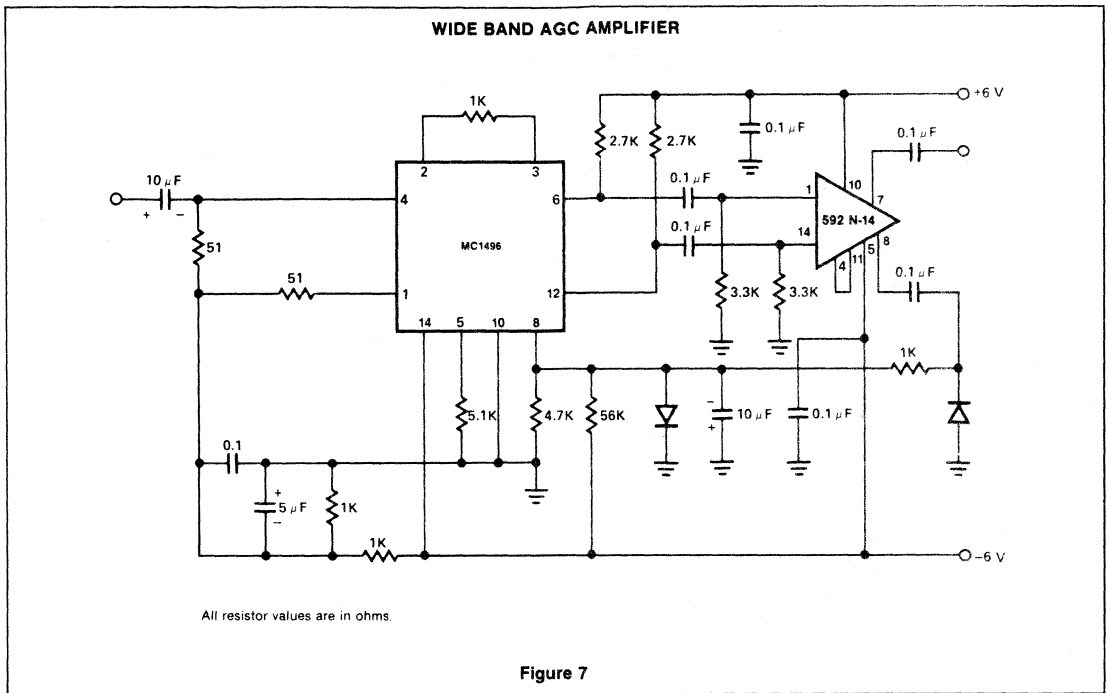 WIDE BAND AGC AMPLIFIER
1K
+6 V
2.7K
2.7K
0.1 μF
0.1 μF
10 μF
+ -
2
3
4
6
0.1 μF
1
10
7
51
MC1496
592 N-14
0.1 μF
14
8
5
11
4
0.1 μF
51
1
12
3.3K
3.3K
14
5
10
8
1K
5.1K
4.7K
56K
-
10 μF
+
0.1 μF
0.1
+
5 μF
-
1K
1K
-6 V
All resistor values are in ohms.
Figure 7